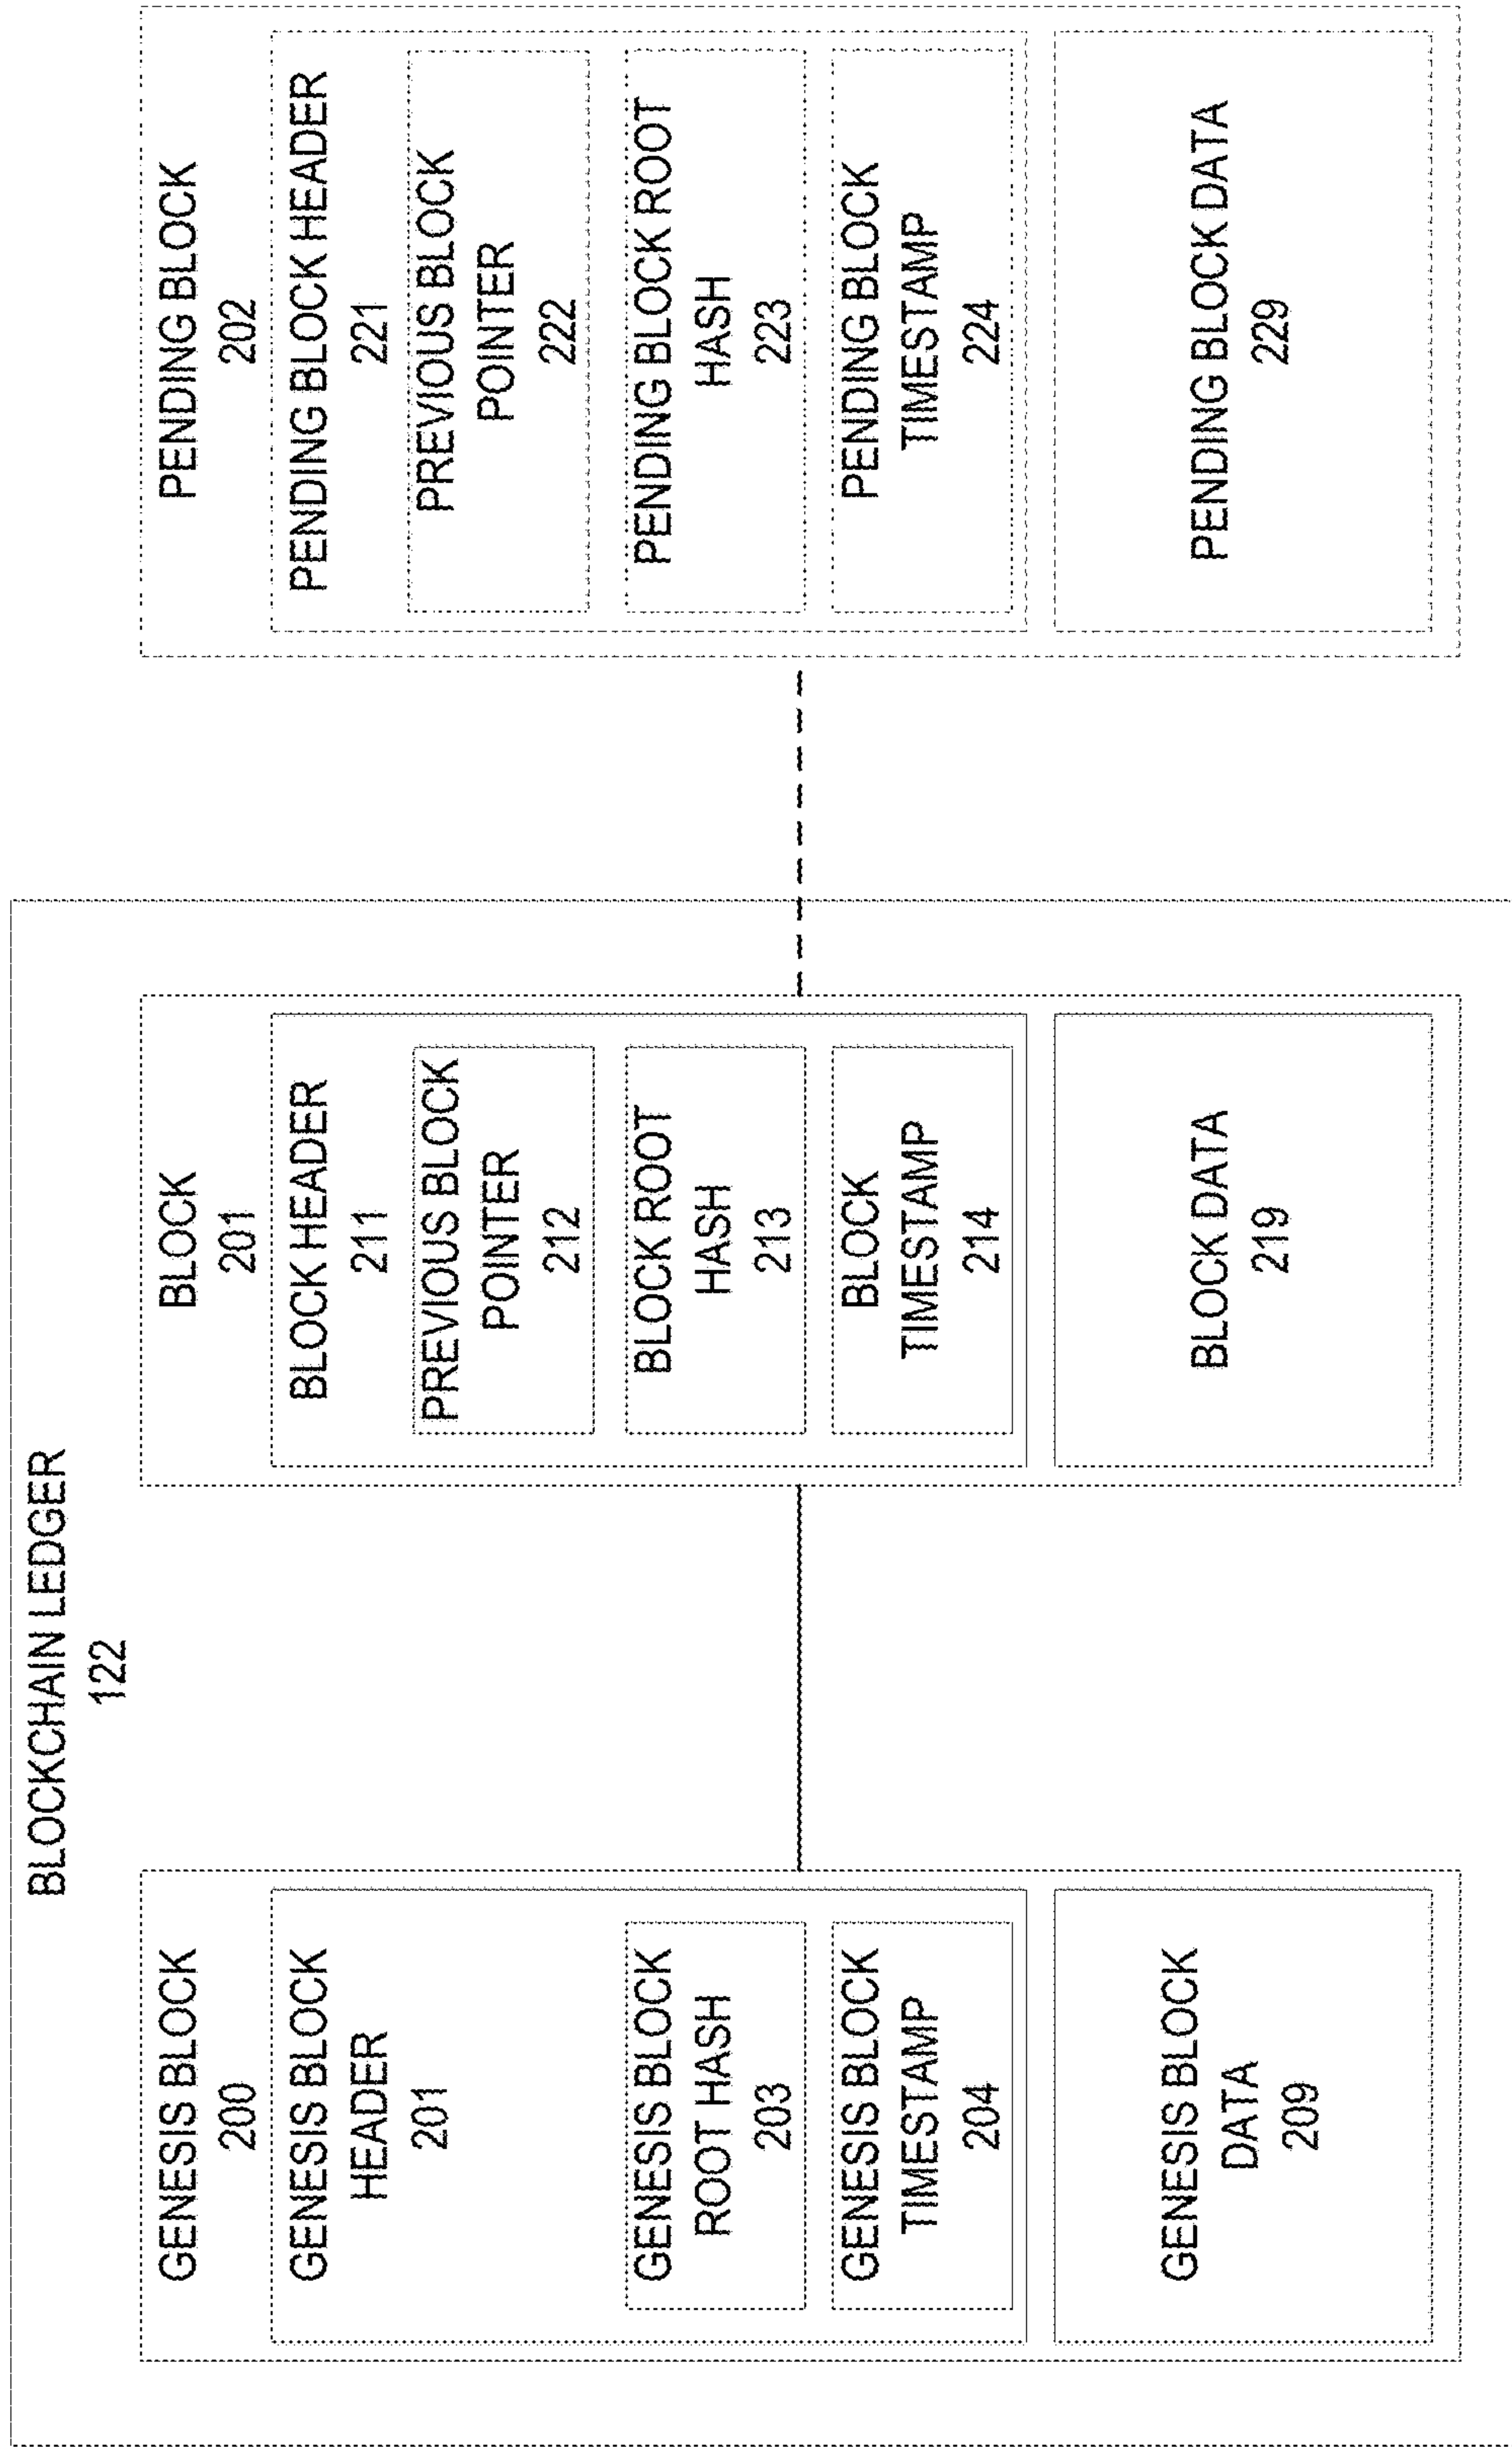 BLOCKCHAIN LEDGER
122
GENESIS BLOCK
200
GENESIS BLOCK
HEADER
201
GENESIS BLOCK
ROOT HASH
203
GENESIS BLOCK
TIMESTAMP
204
GENESIS BLOCK
DATA
209
BLOCK
201
BLOCK HEADER
211
PREVIOUS BLOCK
POINTER
212
BLOCK ROOT
HASH
213
BLOCK
TIMESTAMP
214
BLOCK DATA
219
PENDING BLOCK
202
PENDING BLOCK HEADER
221
PREVIOUS BLOCK
POINTER
222
PENDING BLOCK ROOT
HASH
223
PENDING BLOCK
TIMESTAMP
224
PENDING BLOCK DATA
229